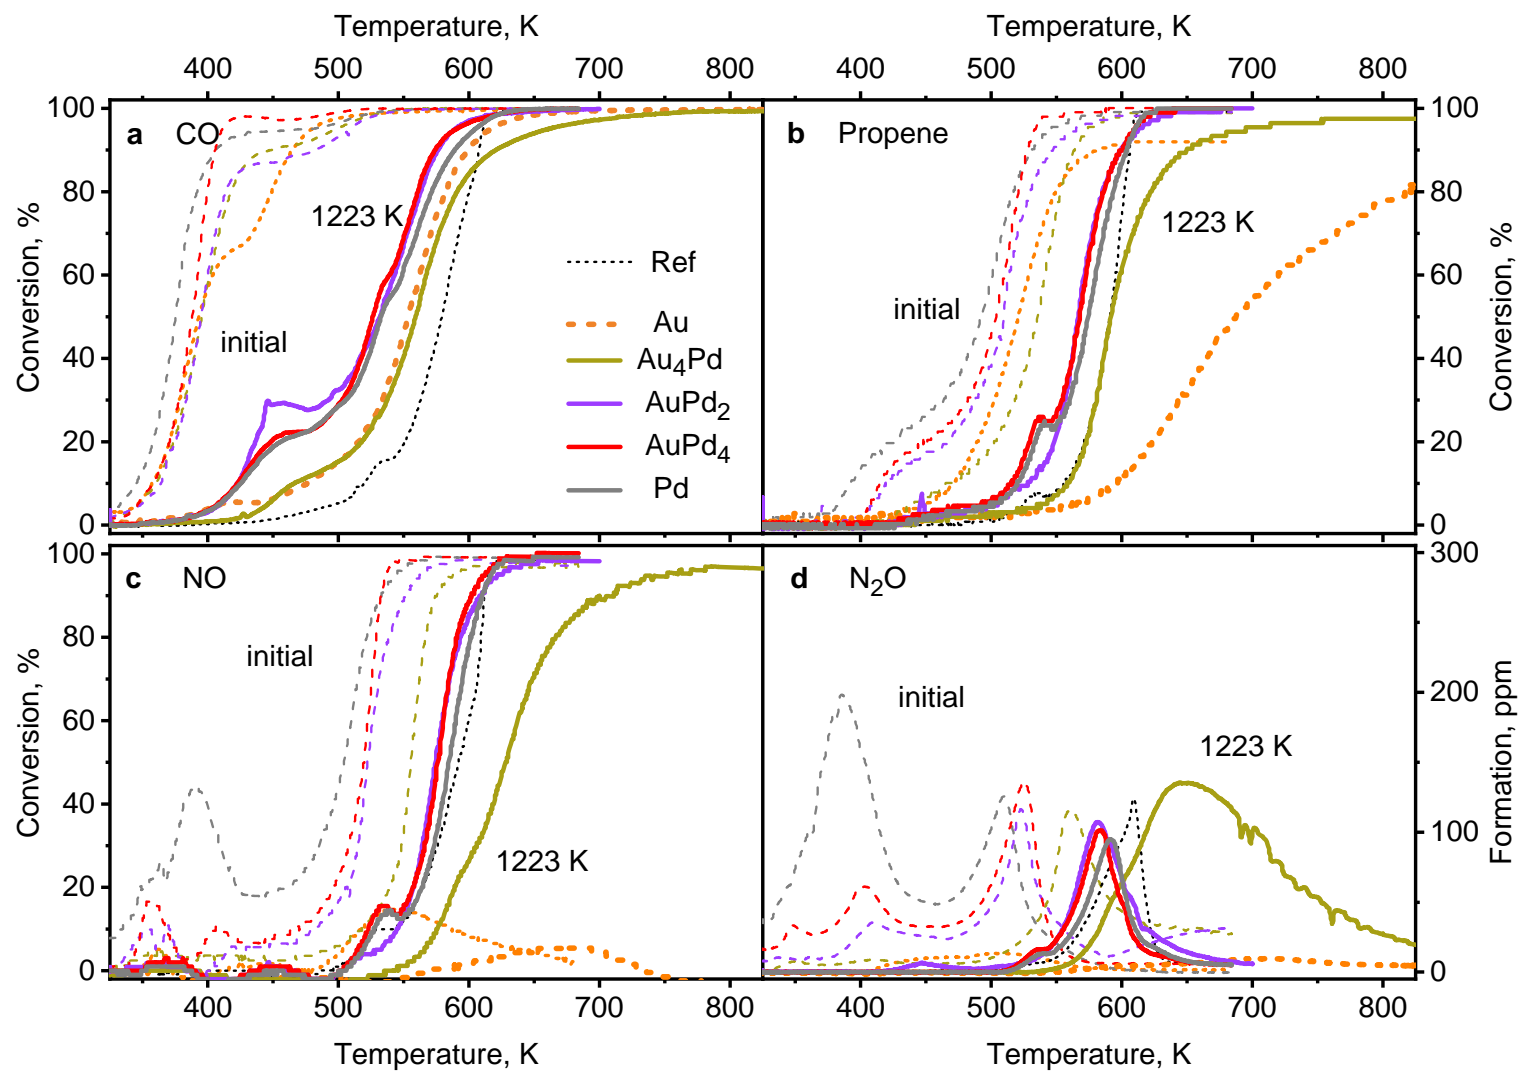 Temperature, K
Temperature, K
400 500 600 700 800
400 500 600 700 800
a CO
b Propene
100
80
60
40
20
0
Conversion, %
1223 K
initial
Ref
Au
Au4Pd
AuPd2
AuPd4
Pd
1223 K
initial
100
80
60
40
20
0
Conversion, %
c NO
d N2O
100
80
60
40
20
0
Conversion, %
initial
1223 K
initial
1223 K
300
200
100
0
Formation, ppm
400 500 600 700 800
400 500 600 700 800
Temperature, K
Temperature, K